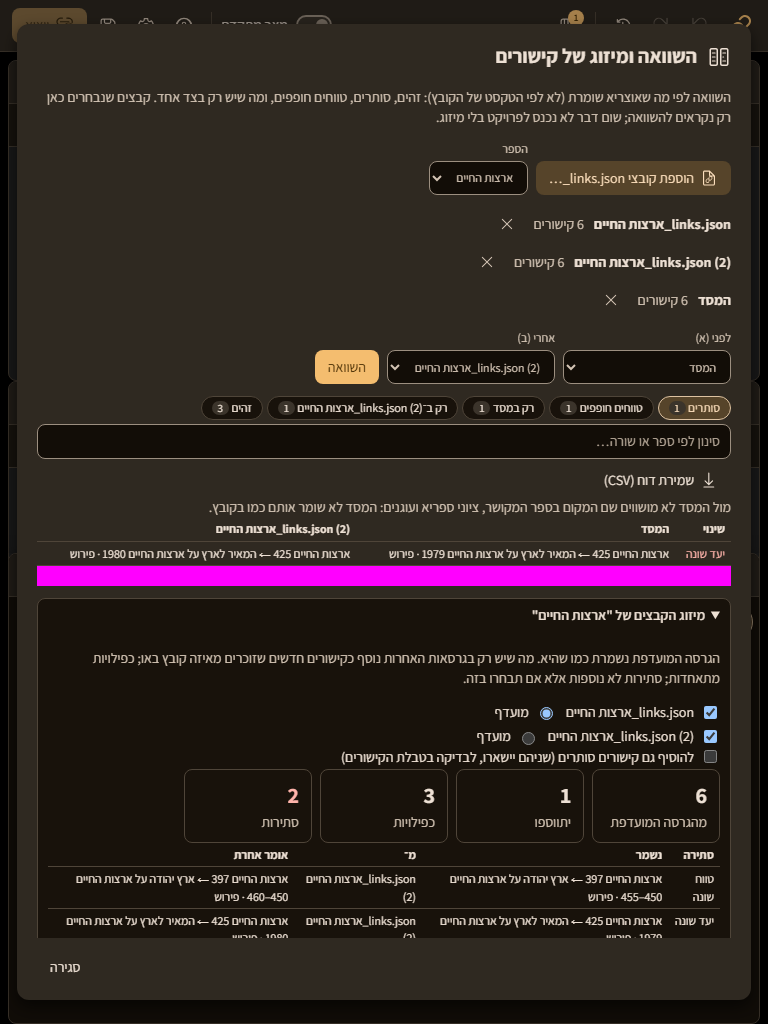 1
מצב מתקדם
השוואה ומיזוג של קישורים
השוואה לפי מה שאוצריא שומרת (לא לפי הטקסט של הקובץ): זהים, סותרים, טווחים חופפים, ומה שיש רק בצד אחד. קבצים שנבחרים כאן
רק נקראים להשוואה; שום דבר לא נכנס לפרויקט בלי מיזוג.
הספר
הוספת קובצי links.json_…
ארצות החיים
ארצות החיים_links.json 6 קישורים
ארצות החיים_links.json (2) 6 קישורים
המסד 6 קישורים
לפני (א)
אחרי (ב)
המסד
ארצות החיים_links.json (2)
השוואה
סותרים 1
טווחים חופפים 1
רק במסד 1
רק ב־ארצות החיים_links.json (2) 1
זהים 3
סינון לפי ספר או שורה…
שמירת דוח (CSV)
מול המסד לא מושווים שם המקום בספר המקושר, ציוני ספריא ועוגנים: המסד לא שומר אותם כמו בקובץ.
שינוי המסד ארצות החיים_links.json (2)
יעד שונה ארצות החיים 425 ← המאיר לארץ על ארצות החיים 1979 · פירוש ארצות החיים 425 ← המאיר לארץ על ארצות החיים 1980 · פירוש
▼ מיזוג הקבצים של "ארצות החיים"
הגרסה המועדפת נשמרת כמו שהיא. מה שיש רק בגרסאות האחרות נוסף כקישורים חדשים שזוכרים מאיזה קובץ באו; כפילויות
מתאחדות; סתירות לא נוספות אלא אם תבחרו בזה.
ארצות החיים_links.json מועדף
ארצות החיים_links.json (2) מועדף
להוסיף גם קישורים סותרים (שניהם יישארו, לבדיקה בטבלת הקישורים)
6
מהגרסה המועדפת
1
יתווספו
3
כפילויות
2
סתירות
סתירה נשמר מ־ אומר אחרת
טווח שונה ארצות החיים 397 ← ארץ יהודה על ארצות החיים 450–455 · פירוש ארצות החיים_links.json (2) ארצות החיים 397 ← ארץ יהודה על ארצות החיים 450–460 · פירוש
יעד שונה ארצות החיים 425 ← המאיר לארץ על ארצות החיים 1979 · פירוש ארצות החיים_links.json (2) ארצות החיים 425 ← המאיר לארץ על ארצות החיים 1980 · פירוש
סגירה